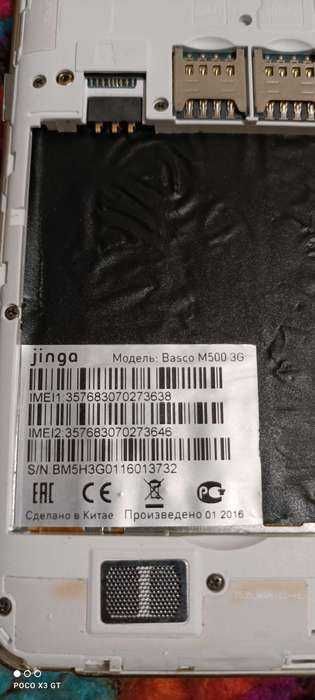 jinga Модель: Basco M500 3G
IMEI1:357683070273638
IMEI2:357683070273646
S/N:BM5H3G0116013732
EAC CE PG
Сделано в Китае Произведено 01.2016
POCO X3 GT